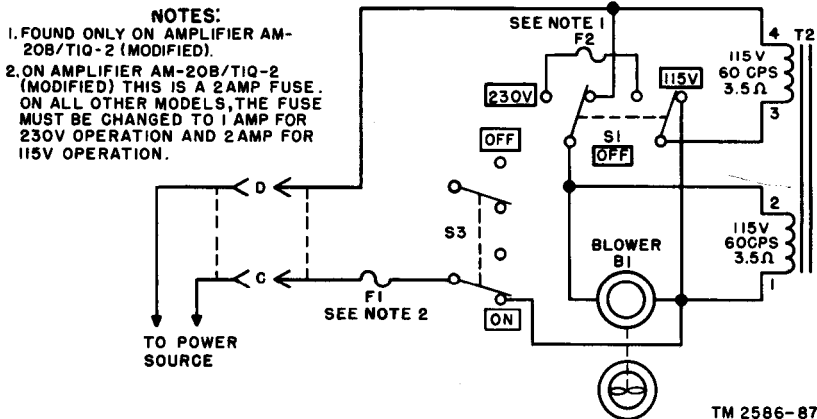 NOTES:
1. FOUND ONLY ON AMPLIFIER AM-
20B/TIQ-2 (MODIFIED).
2. ON AMPLIFIER AM-20B/TIQ-2
(MODIFIED) THIS IS A 2 AMP FUSE.
ON ALL OTHER MODELS, THE FUSE
MUST BE CHANGED TO 1 AMP FOR
230V OPERATION AND 2 AMP FOR
115V OPERATION.
SEE NOTE 1
F2
4 T2
115V
60 CPS
3.5Ω
3
230V
115V
S1
OFF
OFF
D
S3
2
115V
60CPS
3.5Ω
1
BLOWER
B1
C
F1
SEE NOTE 2
ON
TO POWER
SOURCE
TM 2586-87